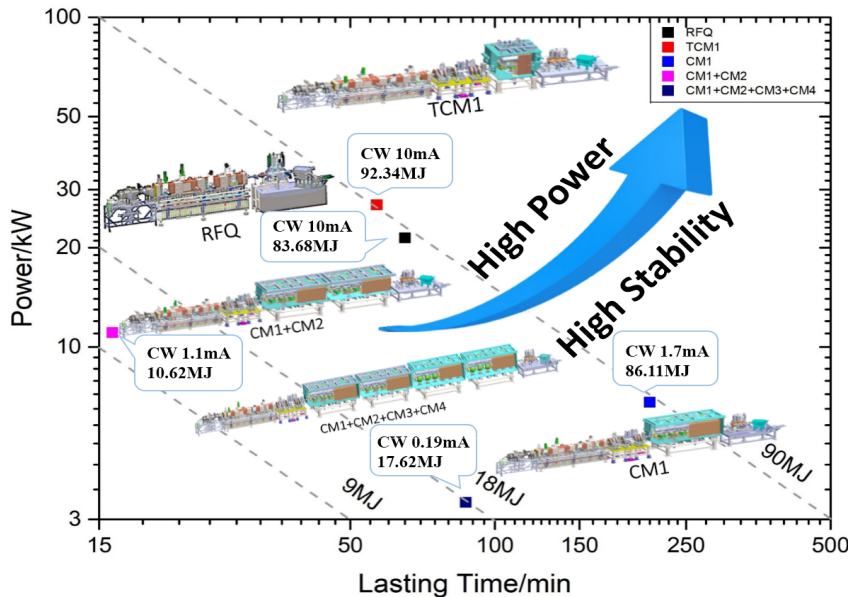 100
50
30
20
10
3
Power/kW
15
50
100
150
250
500
Lasting Time/min
RFQ
TCM1
CM1
CM1+CM2
CM1+CM2+CM3+CM4
TCM1
CW 10mA
92.34MJ
RFQ
CW 10mA
83.68MJ
High Power
High Stability
CM1+CM2
CW 1.1mA
10.62MJ
CW 1.7mA
86.11MJ
CM1+CM2+CM3+CM4
CW 0.19mA
17.62MJ
CM1
9MJ
18MJ
90MJ